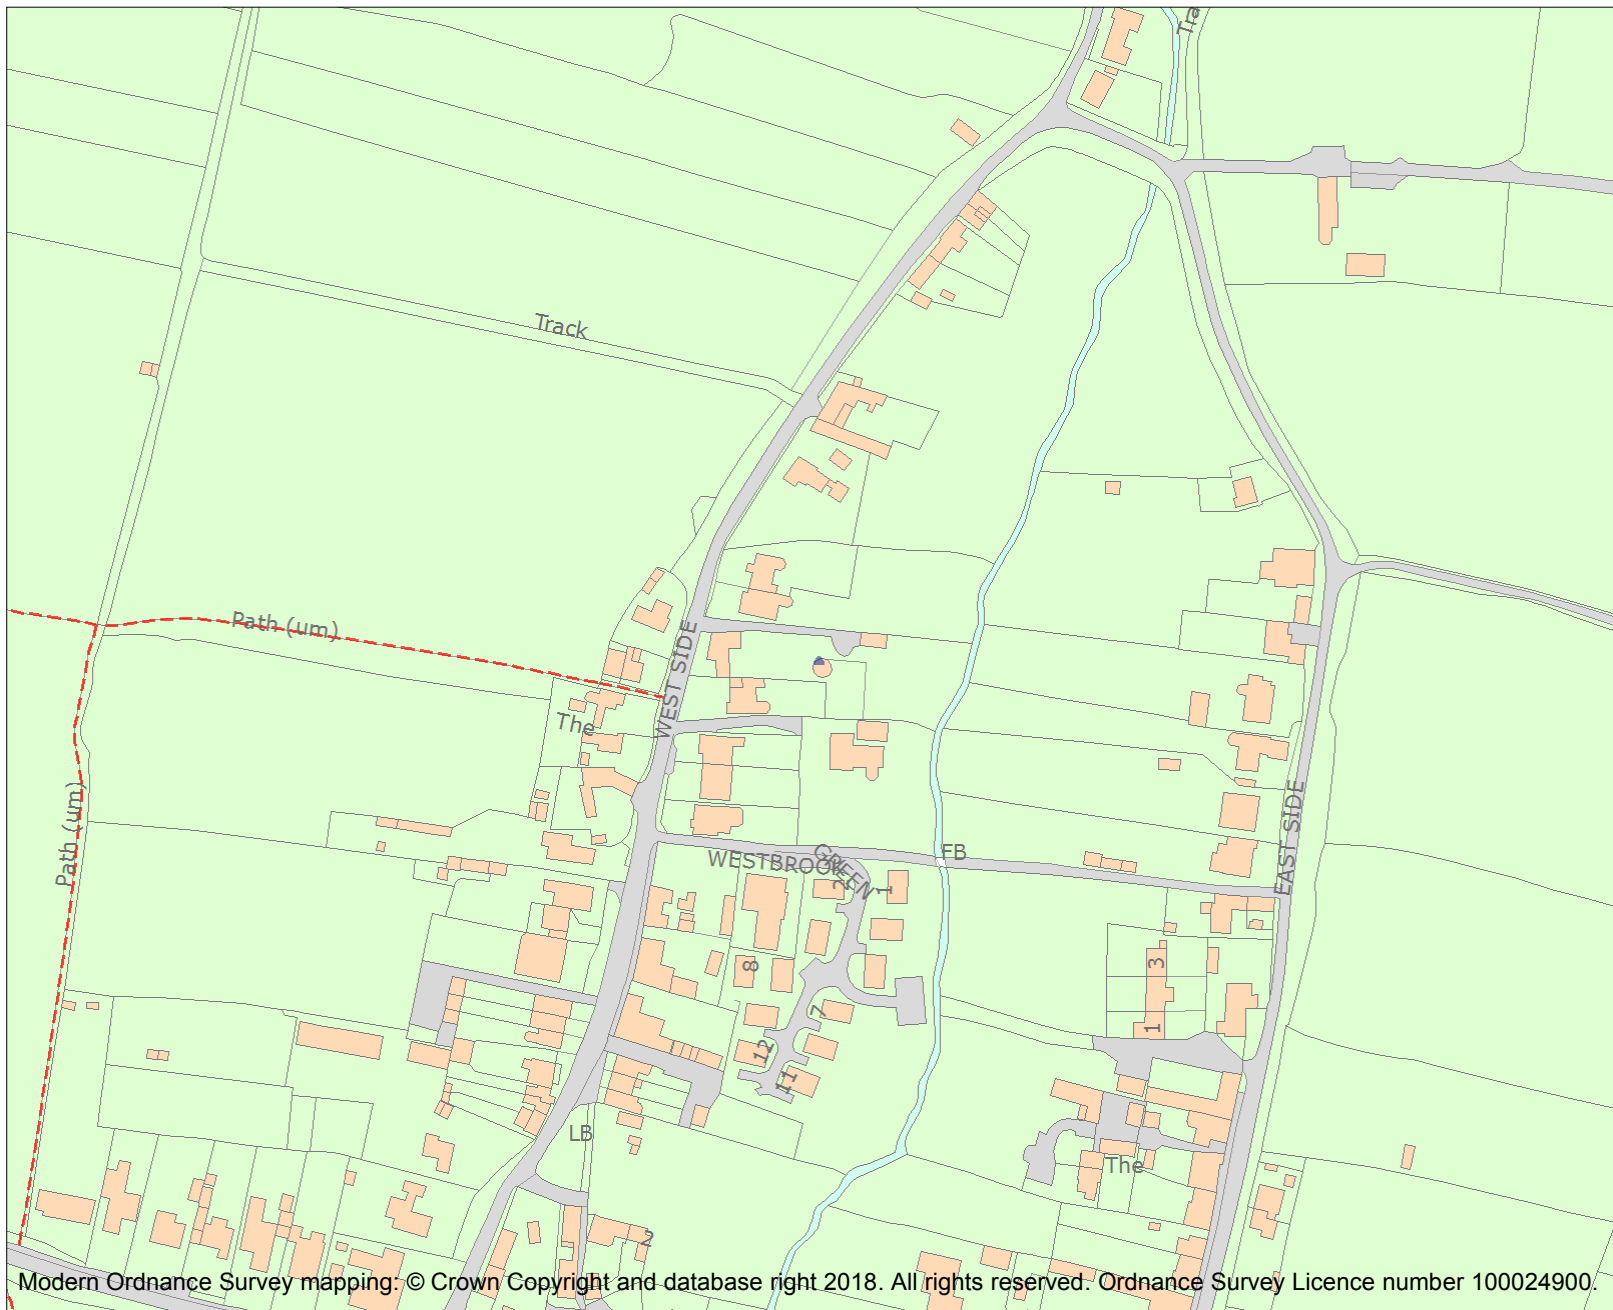 Tra
Track
Path (um)
WEST SIDE
The
Path (um)
EAST SIDE
FB
WESTBROOK
GREEN
2
1
8
3
7
1
12
11
LB
The
2
Modern Ordnance Survey mapping: © Crown Copyright and database right 2018. All rights reserved. Ordnance Survey Licence number 100024900.